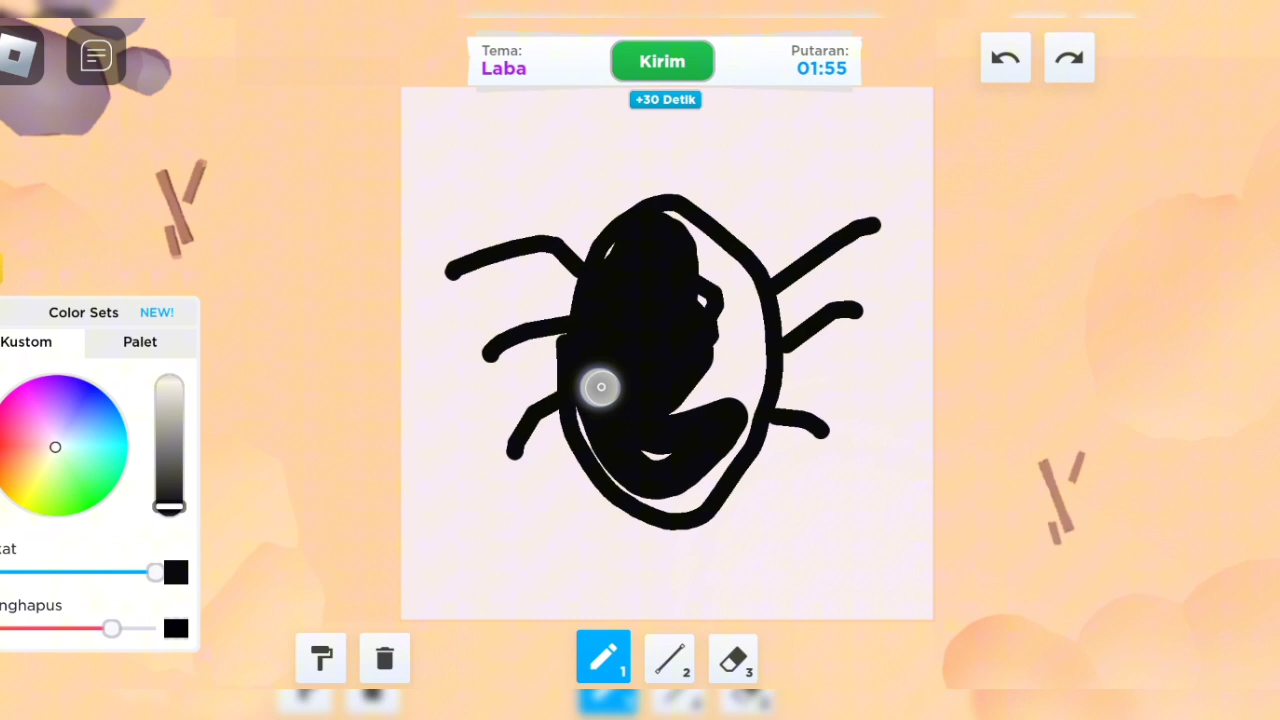 Tema:
Laba
Kirim
Putaran:
01:55
+30 Detik
Color Sets
NEW!
Kustom
Palet
1
2
3